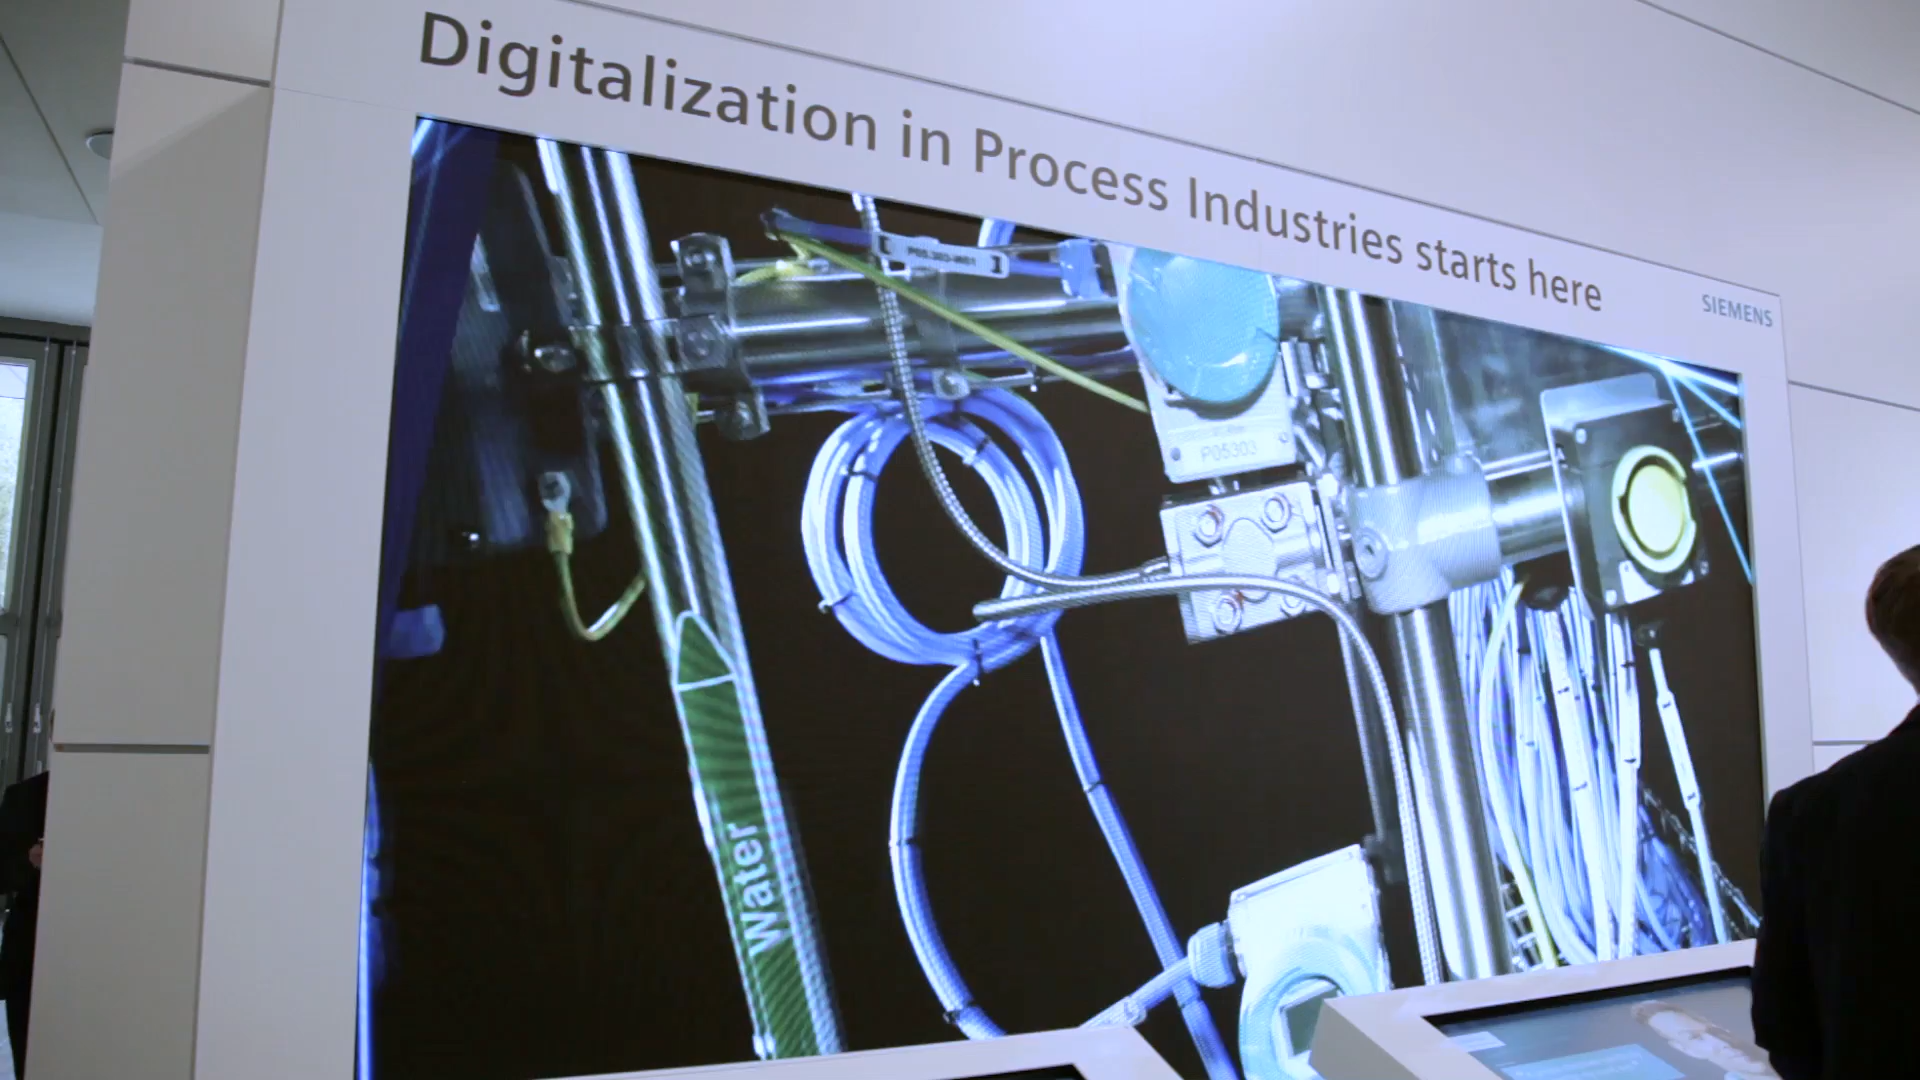 Digitalization in Process Industries starts here
SIEMENS
P05303
Water